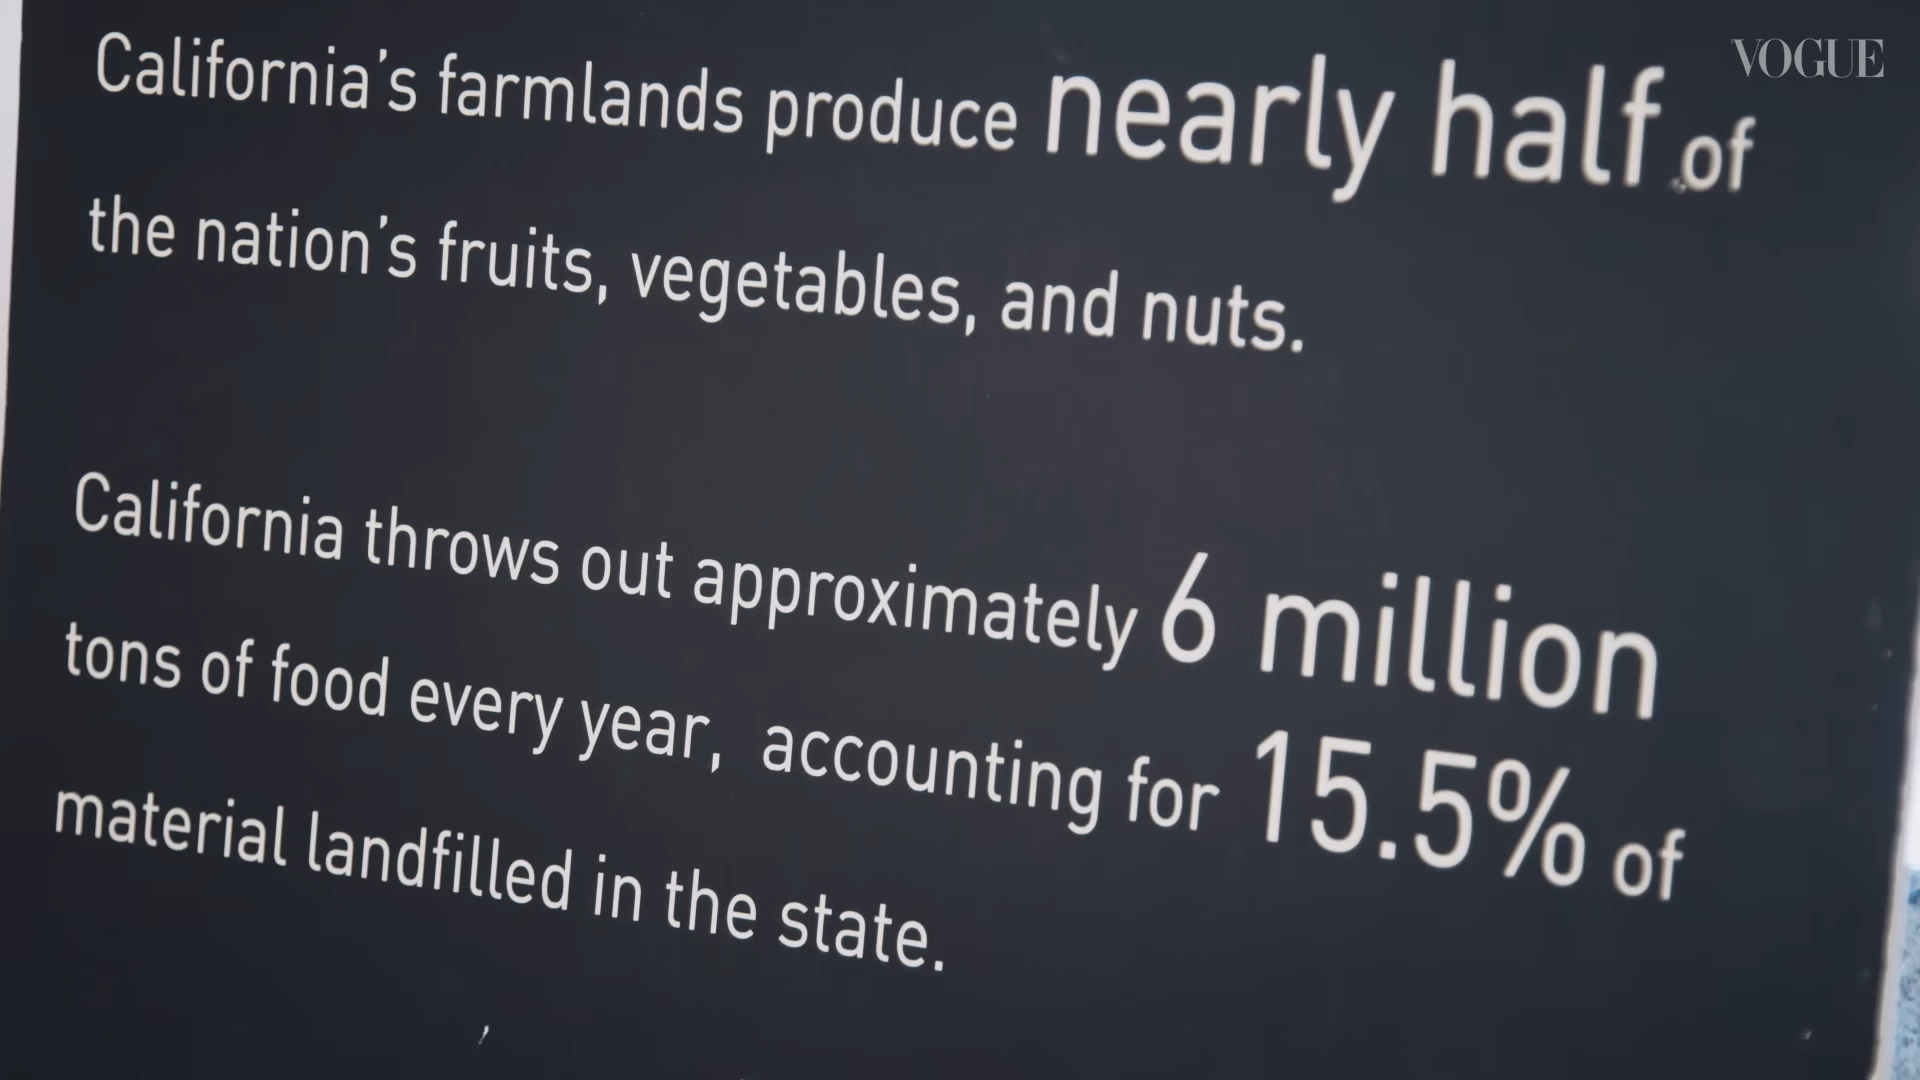 VOGUE
California's farmlands produce nearly half of
the nation's fruits, vegetables, and nuts.
California throws out approximately 6 million
tons of food every year, accounting for 15.5% of
material landfilled in the state.